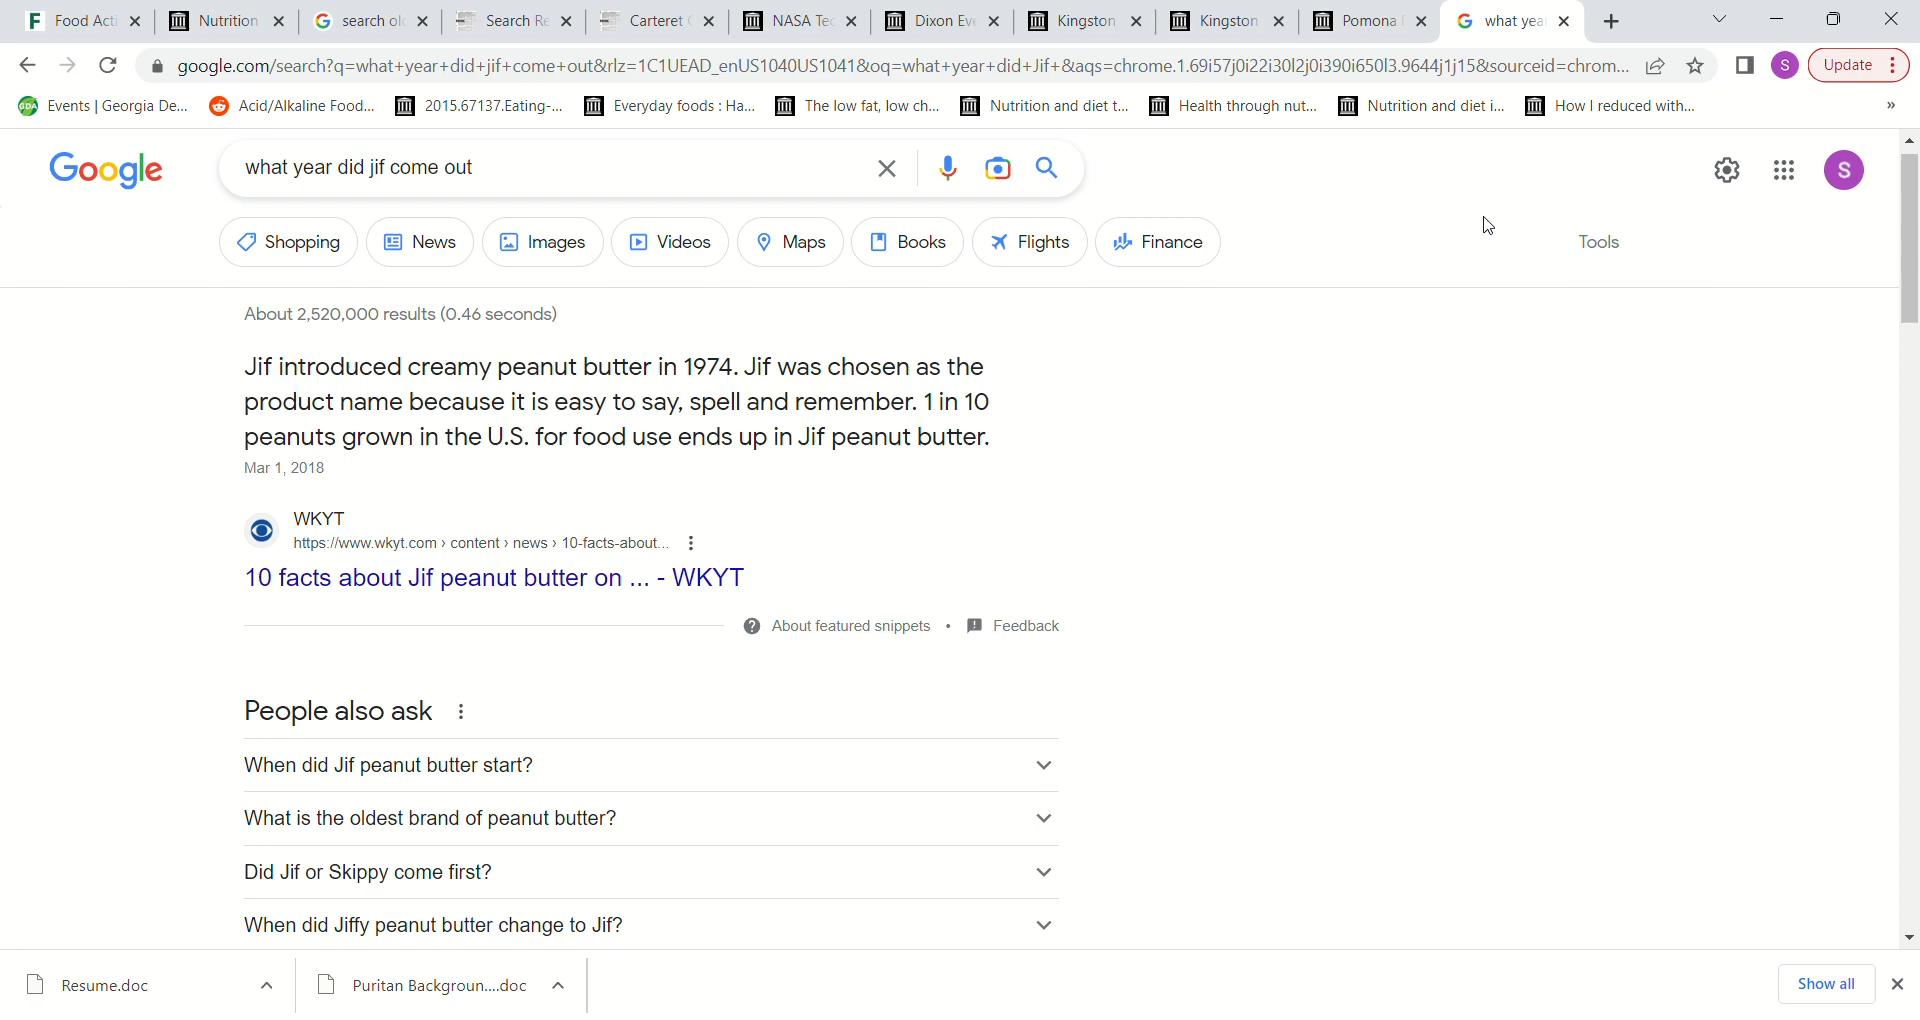 Food Acti
Nutrition
search ol
Search Re
Carteret
NASA Tec
Dixon Ev
Kingston
Kingston
Pomona
what yea
google.com/search?q=what+year+did+jif+come+out&rlz=1C1UEAD_enUS1040US1041&oq=what+year+did+Jif+&aqs=chrome.1.69i57j0i22i30l2j0i390i650l3.9644j1j15&sourceid=chrom...
S
Update
GDA
Events | Georgia De...
Acid/Alkaline Food...
2015.67137.Eating-...
Everyday foods : Ha...
The low fat, low ch...
Nutrition and diet t...
Health through nut...
Nutrition and diet i...
How I reduced with...
»
Google
what year did jif come out
S
Shopping
News
Images
Videos
Maps
Books
Flights
Finance
Tools
About 2,520,000 results (0.46 seconds)
Jif introduced creamy peanut butter in 1974. Jif was chosen as the
product name because it is easy to say, spell and remember. 1 in 10
peanuts grown in the U.S. for food use ends up in Jif peanut butter.
Mar 1, 2018
WKYT
https://www.wkyt.com › content › news › 10-facts-about...
10 facts about Jif peanut butter on ... - WKYT
About featured snippets • Feedback
People also ask
When did Jif peanut butter start?
What is the oldest brand of peanut butter?
Did Jif or Skippy come first?
When did Jiffy peanut butter change to Jif?
Resume.doc
Puritan Backgroun....doc
Show all